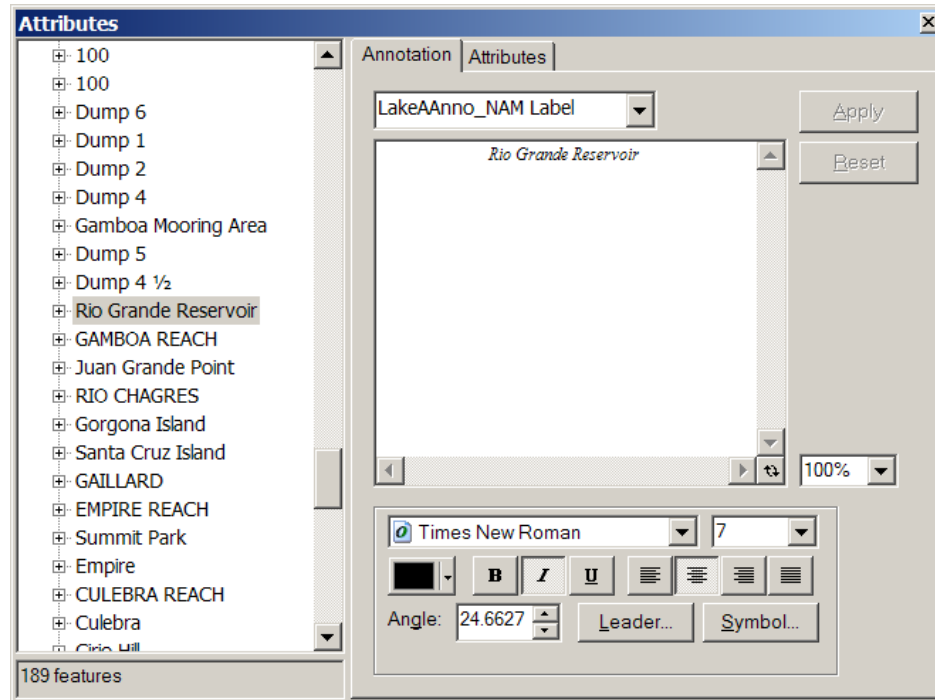 Attributes
100
100
Dump 6
Dump 1
Dump 2
Dump 4
Gamboa Mooring Area
Dump 5
Dump 4 ½
Rio Grande Reservoir
GAMBOA REACH
Juan Grande Point
RIO CHAGRES
Gorgona Island
Santa Cruz Island
GAILLARD
EMPIRE REACH
Summit Park
Empire
CULEBRA REACH
Culebra
Cirio Hill
189 features
Annotation Attributes
LakeAAnno_NAM Label
Apply
Reset
Rio Grande Reservoir
100%
Times New Roman 7
B I U
Angle: 24.6627 Leader... Symbol...